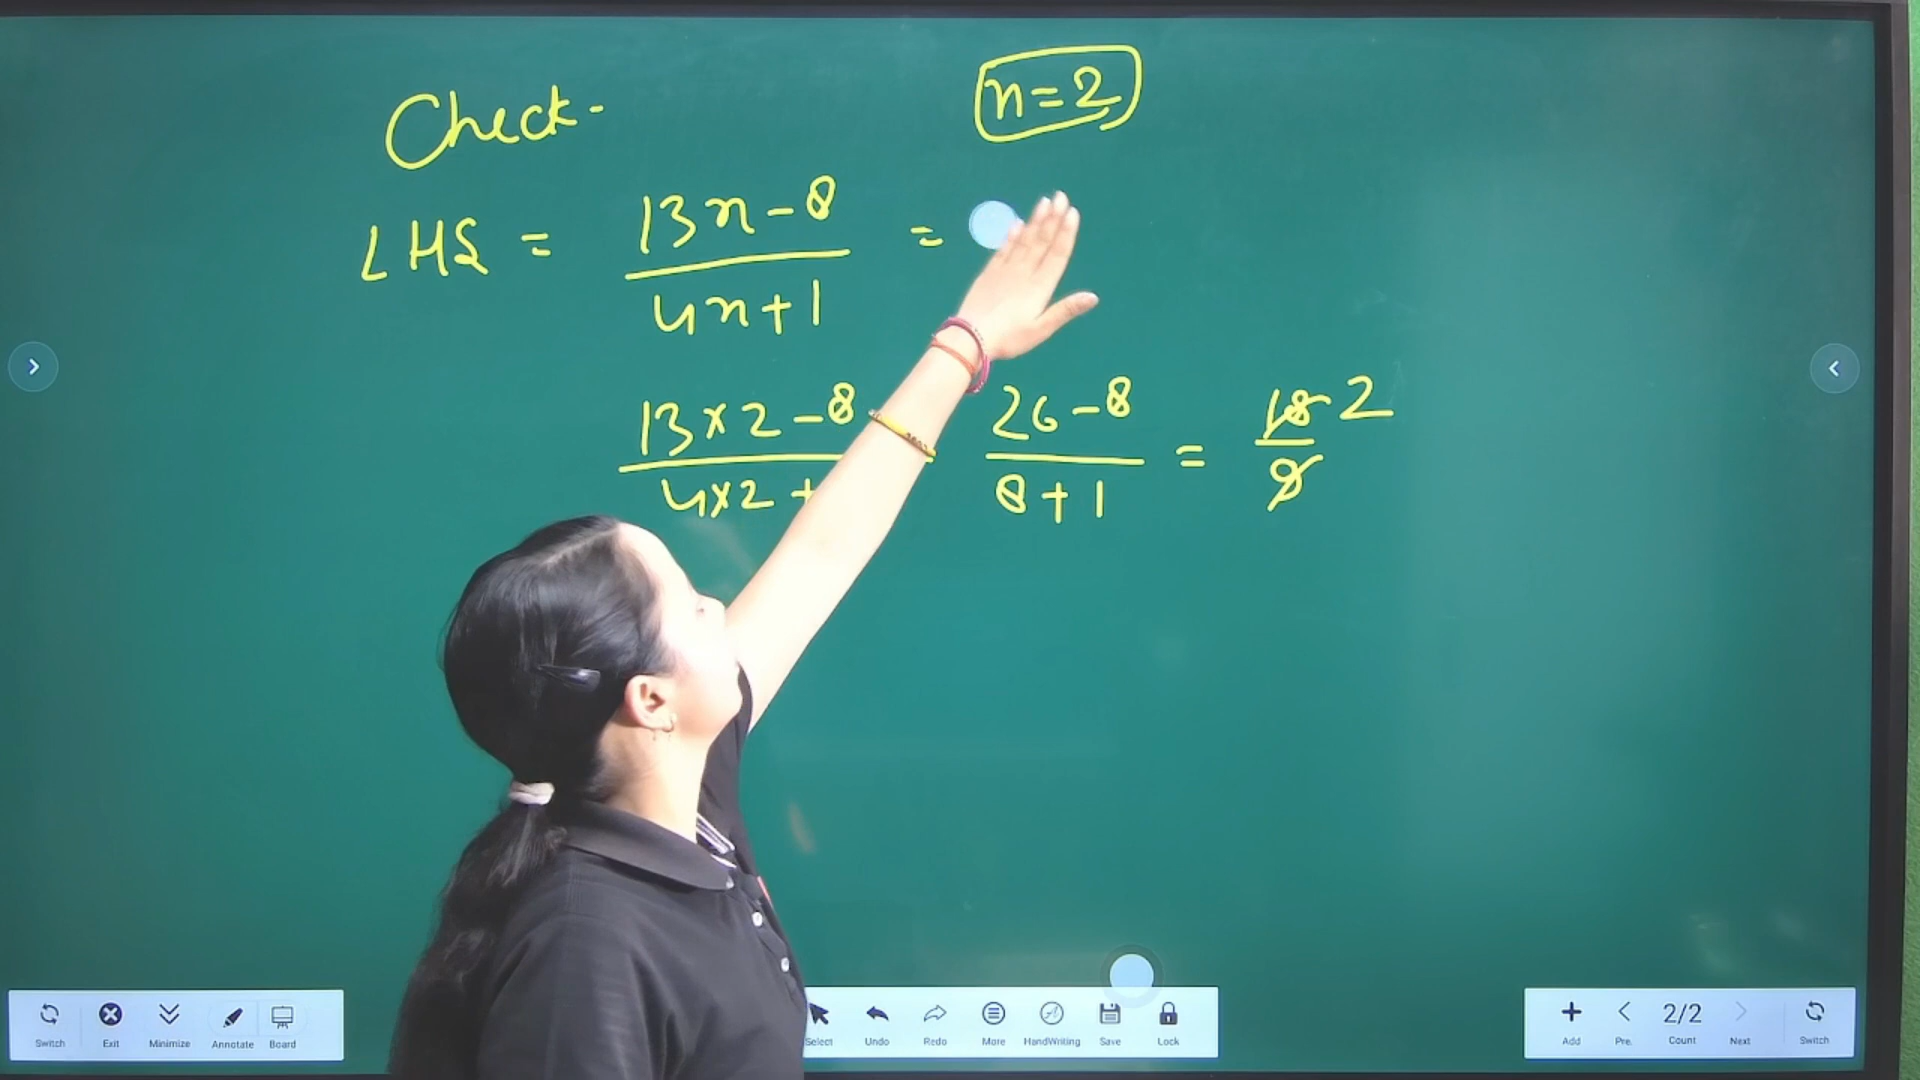 Check- n=2
LHS = 13n-8 =
4n+1
13×2-8 26-8 = 18 2
4×2+ 8+1 9
Switch Exit Minimize Annotate Board Select Undo Redo More HandWriting Save Lock Add Pre. 2/2 Count Next Switch